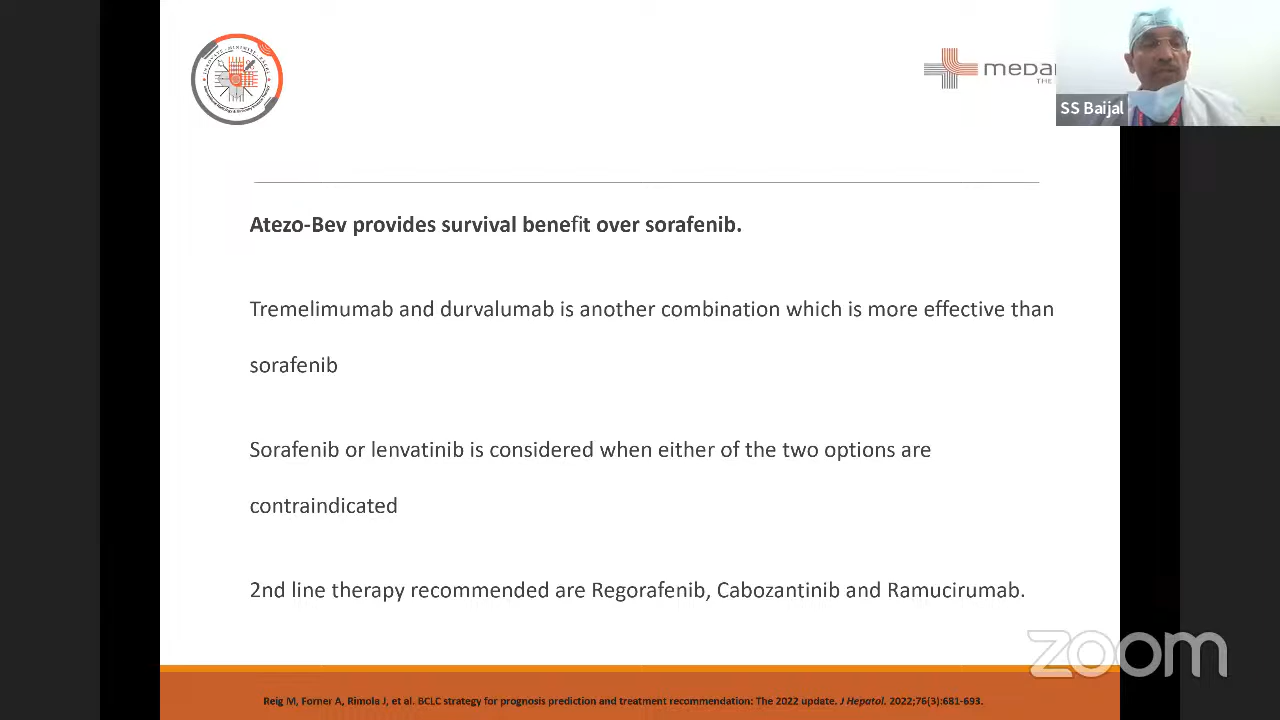 meDa
THE
SS Baijal
Atezo-Bev provides survival benefit over sorafenib.
Tremelimumab and durvalumab is another combination which is more effective than
sorafenib
Sorafenib or lenvatinib is considered when either of the two options are
contraindicated
2nd line therapy recommended are Regorafenib, Cabozantinib and Ramucirumab.
zoom
Reig M, Forner A, Rimola J, et al. BCLC strategy for prognosis prediction and treatment recommendation: The 2022 update. J Hepatol. 2022;76(3):681-693.